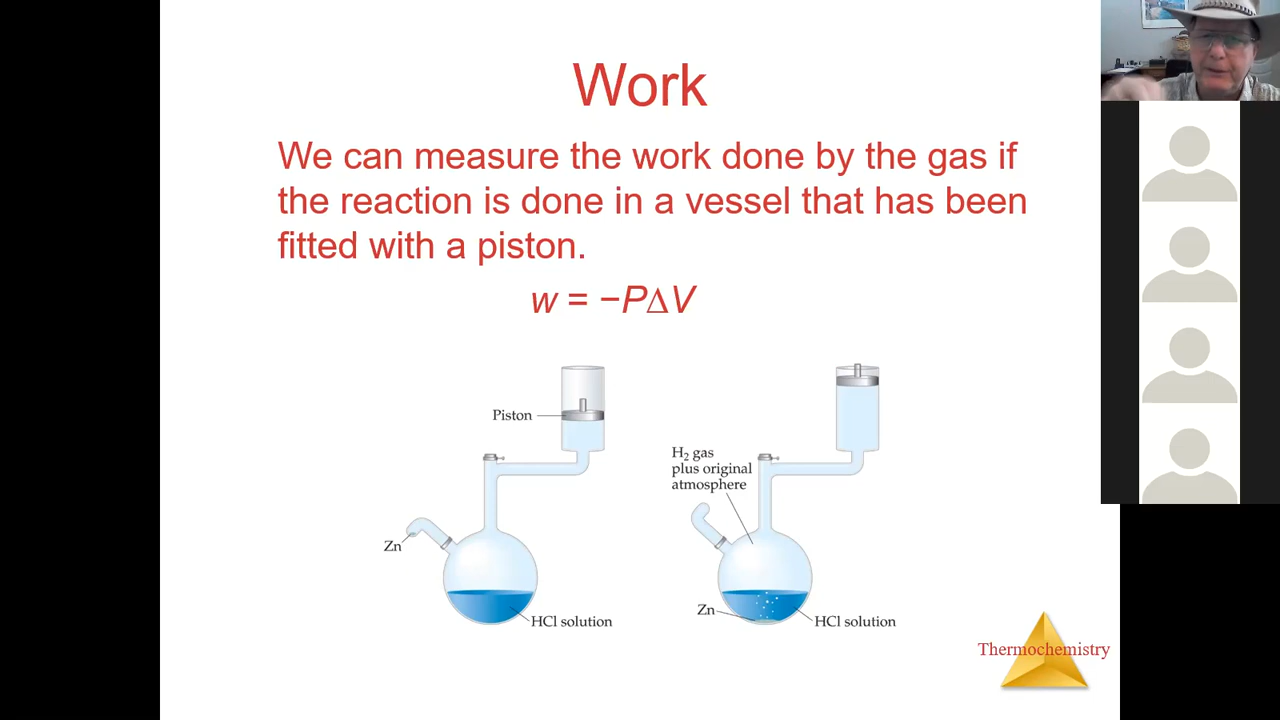 Work
We can measure the work done by the gas if
the reaction is done in a vessel that has been
fitted with a piston.
w = −PΔV
Piston
Zn
HCl solution
H₂ gas
plus original
atmosphere
Zn
HCl solution
Thermochemistry